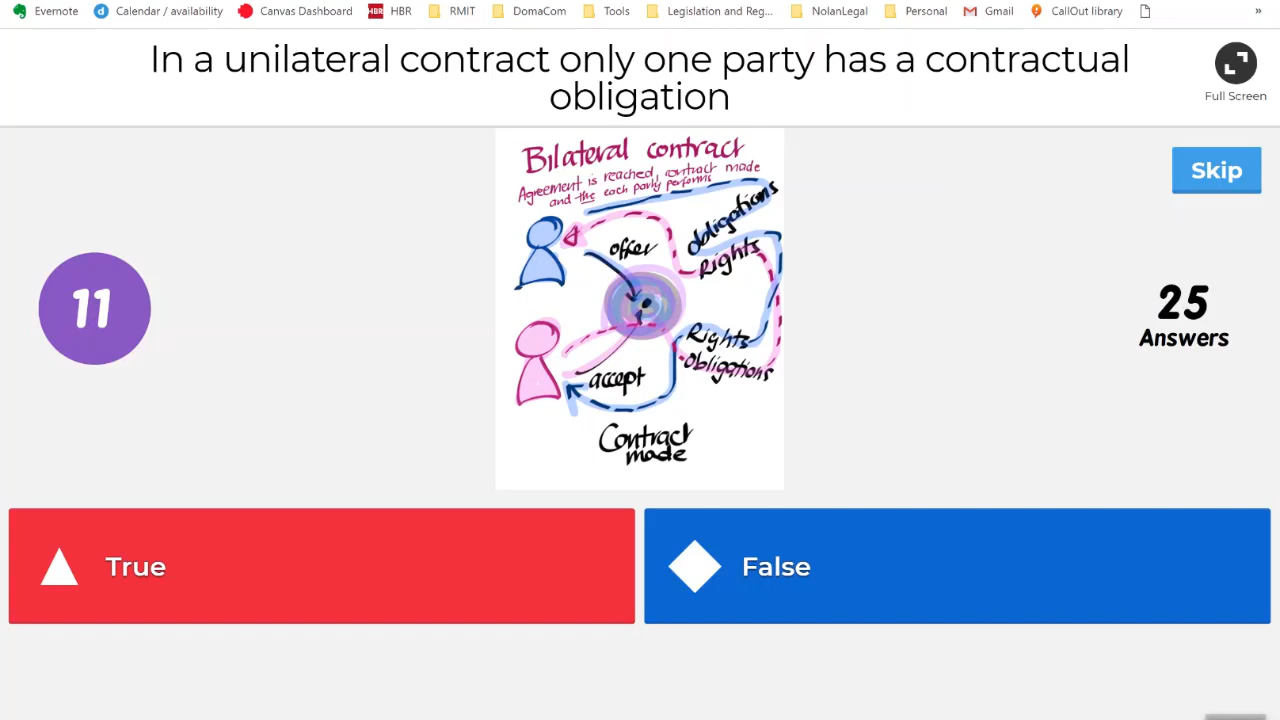 Evernote Calendar / availability Canvas Dashboard HBR HBR RMIT DomaCom Tools Legislation and Reg... NolanLegal Personal Gmail CallOut library »
In a unilateral contract only one party has a contractual
obligation
Full Screen
Skip
Bilateral contract
Agreement is reached, contract made
and the each party performs
obligations
offer
Rights
11
25
Answers
Rights
obligations
accept
Contract
made
True
False